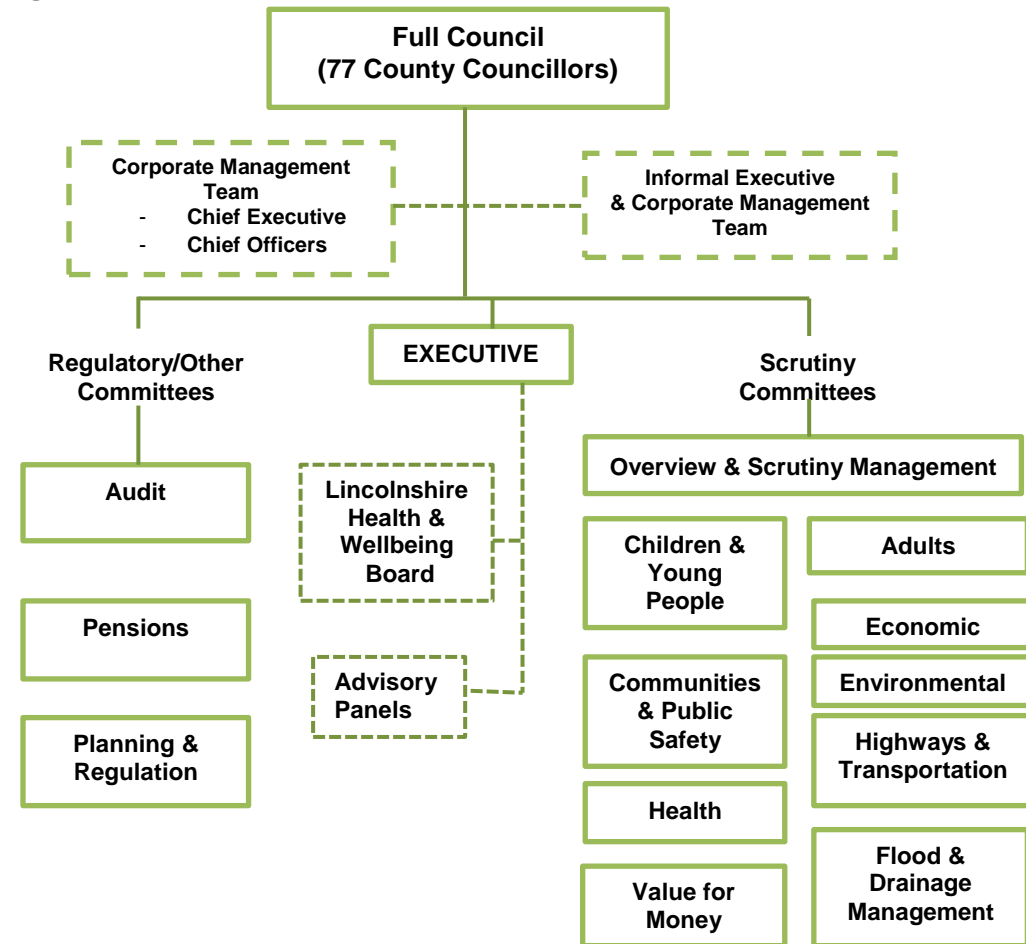 Full Council
(77 County Councillors)
Corporate Management
Team
- Chief Executive
- Chief Officers
Informal Executive
& Corporate Management
Team
Regulatory/Other
Committees
EXECUTIVE
Scrutiny
Committees
Audit
Pensions
Planning &
Regulation
Lincolnshire
Health &
Wellbeing
Board
Advisory
Panels
Overview & Scrutiny Management
Children &
Young
People
Adults
Economic
Communities
& Public
Safety
Environmental
Highways &
Transportation
Health
Flood &
Drainage
Management
Value for
Money